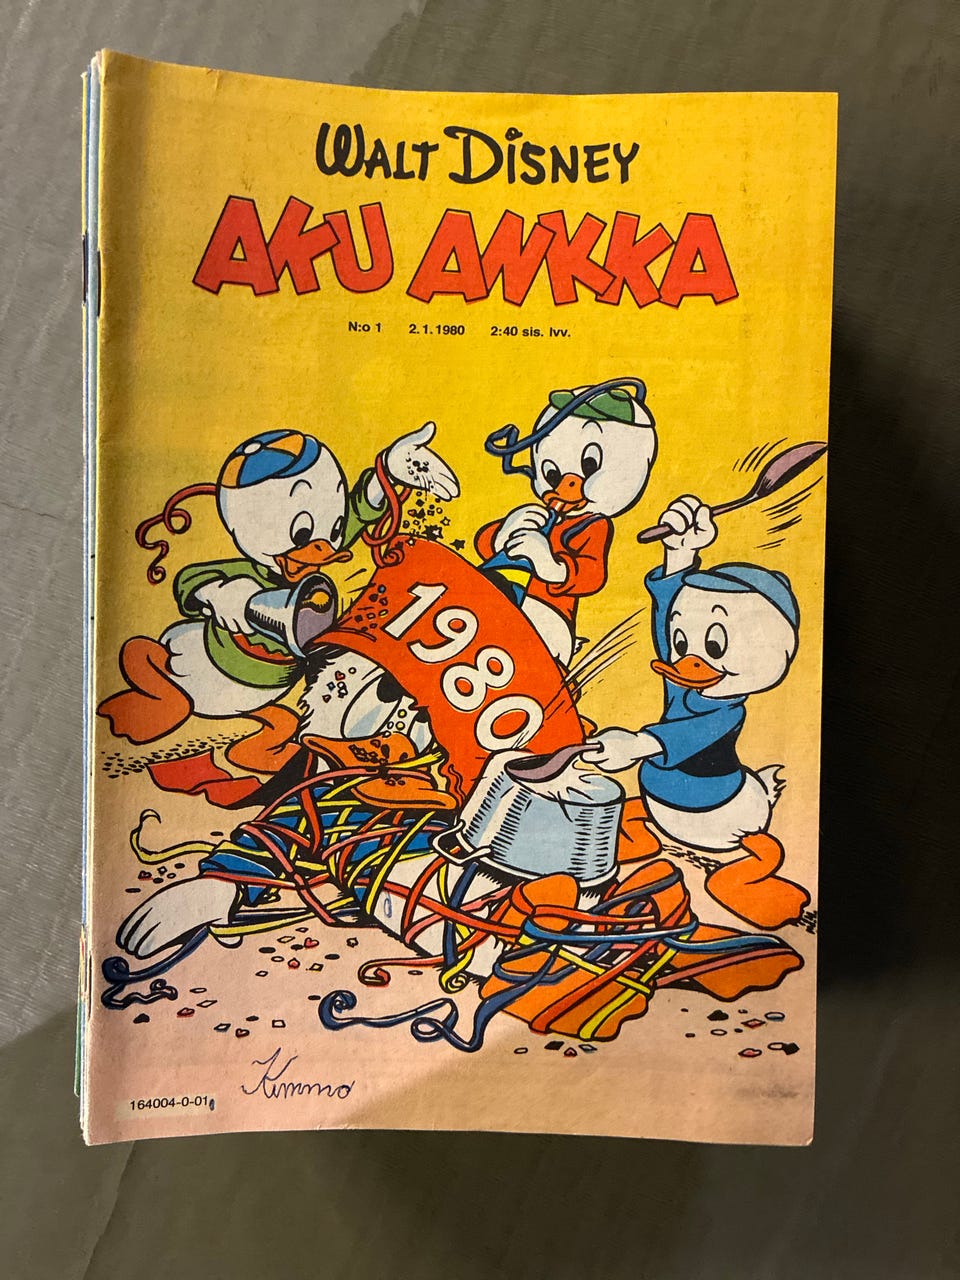 WALT DISNEY
AKU ANKKA
N:o 1 2.1.1980 2:40 sis. lvv.
1980
Kimmo
164004-0-01